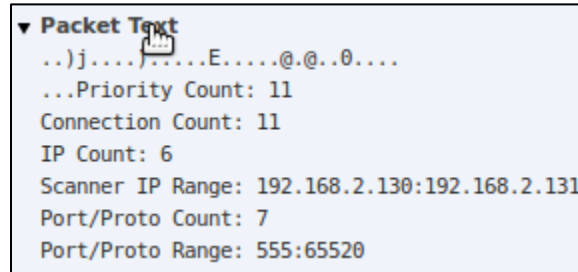 Packet Text
..)j....).....E.....@.@..0....
...Priority Count: 11
Connection Count: 11
IP Count: 6
Scanner IP Range: 192.168.2.130:192.168.2.131
Port/Proto Count: 7
Port/Proto Range: 555:65520